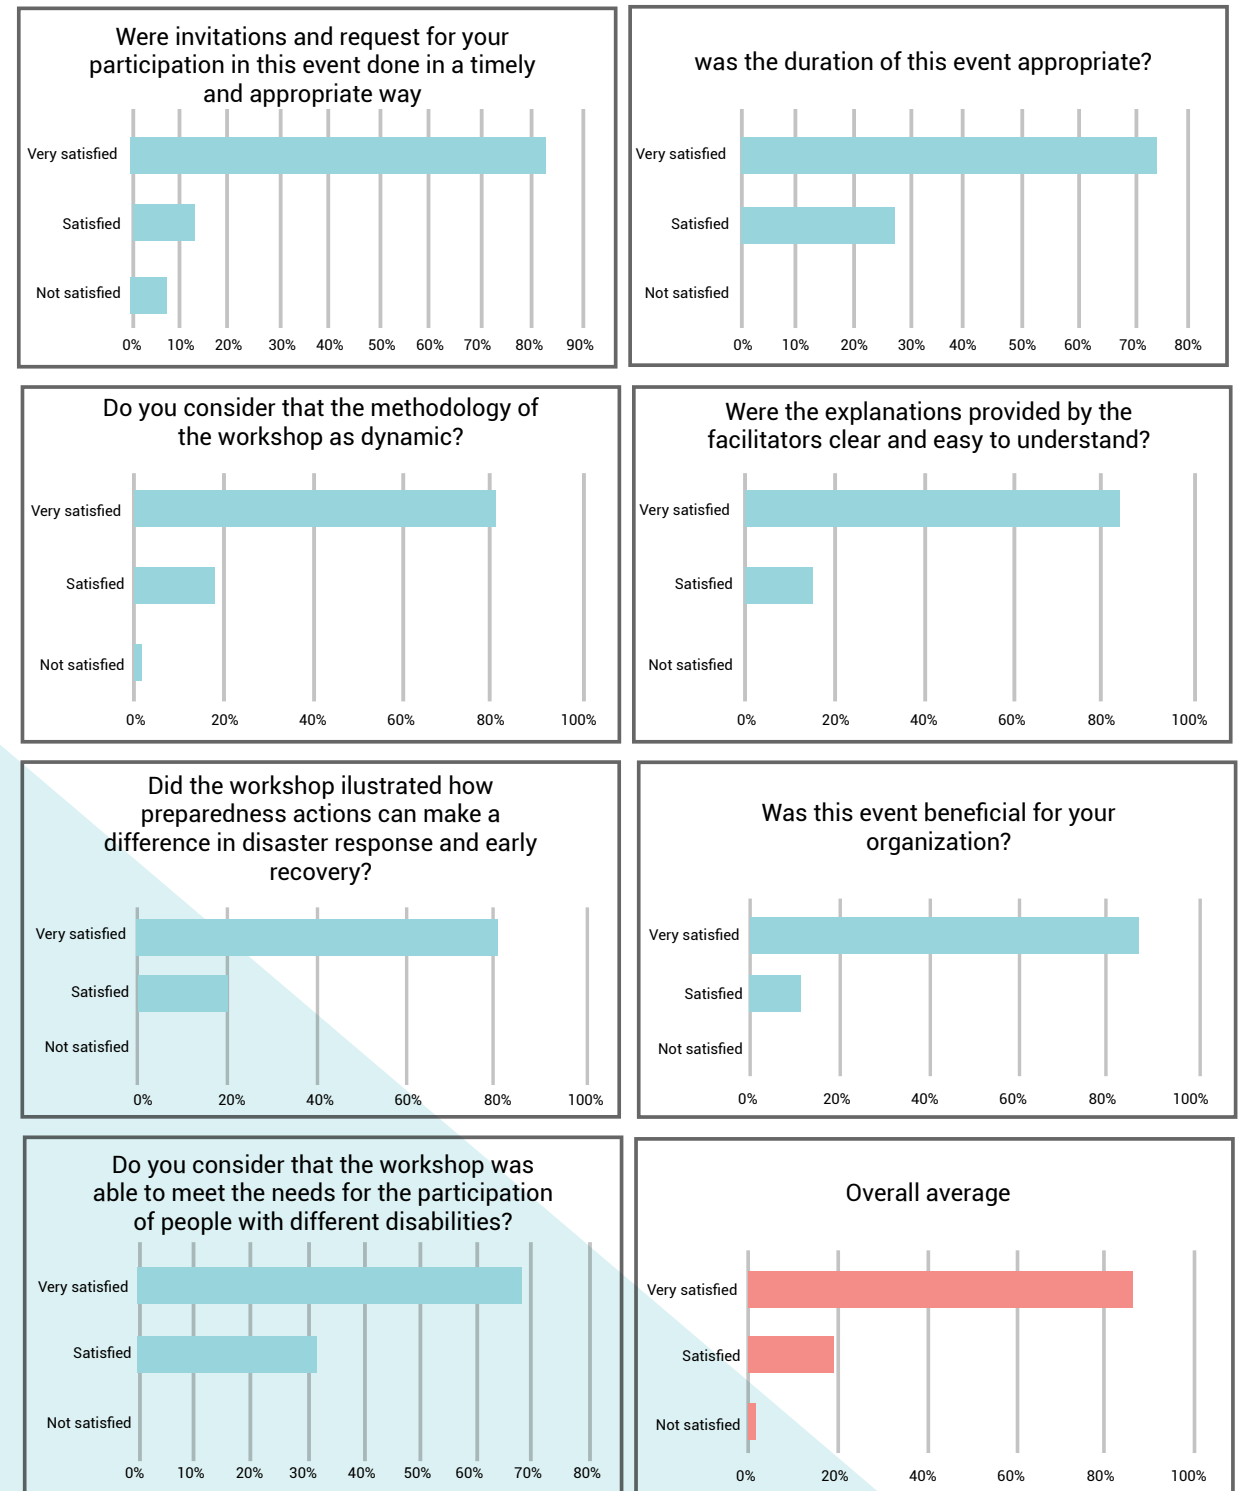 Were invitations and request for your
participation in this event done in a timely
and appropriate way
Very satisfied
Satisfied
Not satisfied
0% 10% 20% 30% 40% 50% 60% 70% 80% 90%
was the duration of this event appropriate?
Very satisfied
Satisfied
Not satisfied
0% 10% 20% 30% 40% 50% 60% 70% 80%
Do you consider that the methodology of
the workshop as dynamic?
Very satisfied
Satisfied
Not satisfied
0% 20% 40% 60% 80% 100%
Were the explanations provided by the
facilitators clear and easy to understand?
Very satisfied
Satisfied
Not satisfied
0% 20% 40% 60% 80% 100%
Did the workshop ilustrated how
preparedness actions can make a
difference in disaster response and early
recovery?
Very satisfied
Satisfied
Not satisfied
0% 20% 40% 60% 80% 100%
Was this event beneficial for your
organization?
Very satisfied
Satisfied
Not satisfied
0% 20% 40% 60% 80% 100%
Do you consider that the workshop was
able to meet the needs for the participation
of people with different disabilities?
Very satisfied
Satisfied
Not satisfied
0% 10% 20% 30% 40% 50% 60% 70% 80%
Overall average
Very satisfied
Satisfied
Not satisfied
0% 20% 40% 60% 80% 100%